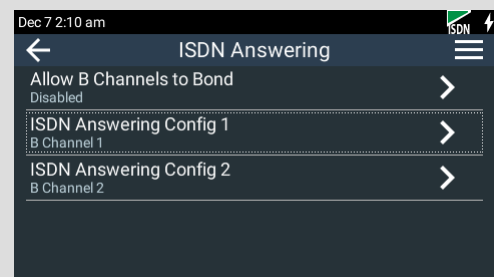 Dec 7 2:10 am
ISDN
ISDN Answering
Allow B Channels to Bond
Disabled
ISDN Answering Config 1
B Channel 1
ISDN Answering Config 2
B Channel 2